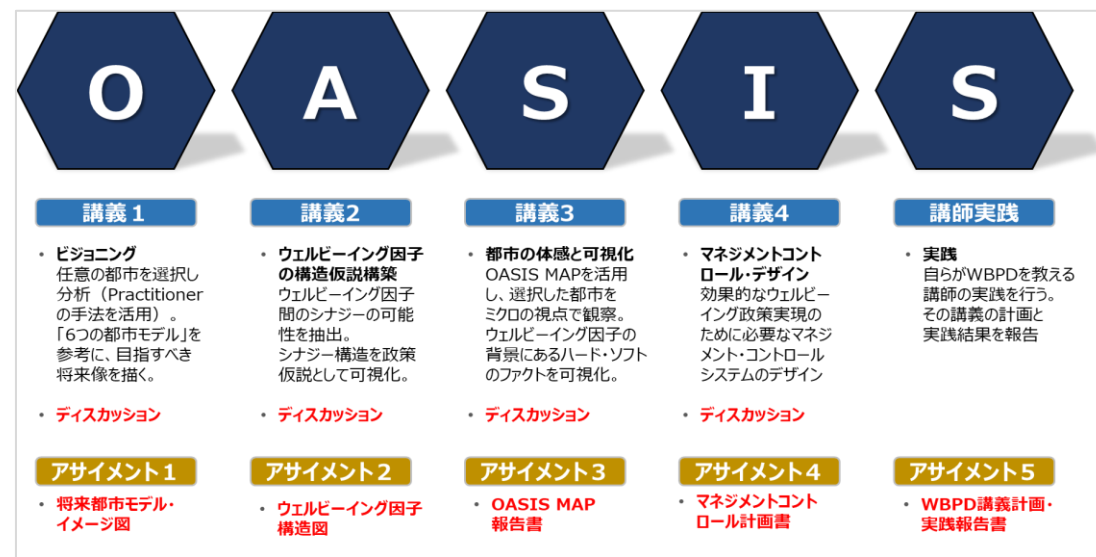 O
A
S
I
S
講義１
・ ビジョニング
任意の都市を選択し
分析（Practitioner
の手法を活用）。
「6つの都市モデル」を
参考に、目指すべき
将来像を描く。
・ ディスカッション
アサイメント１
・ 将来都市モデル・
イメージ図
講義2
・ ウェルビーイング因子
の構造仮説構築
ウェルビーイング因子
間のシナジーの可能
性を抽出。
シナジー構造を政策
仮説として可視化。
・ ディスカッション
アサイメント２
・ ウェルビーイング因子
構造図
講義3
・ 都市の体感と可視化
OASIS MAPを活用
し、選択した都市を
ミクロの視点で観察。
ウェルビーイング因子の
背景にあるハード・ソフト
のファクトを可視化。
・ ディスカッション
アサイメント３
・ OASIS MAP
報告書
講義4
・ マネジメントコント
ロール・デザイン
効果的なウェルビー
イング政策実現の
ために必要なマネジ
メント・コントロール
システムのデザイン
・ ディスカッション
アサイメント４
・ マネジメントコント
ロール計画書
講師実践
・ 実践
自らがWBPDを教える
講師の実践を行う。
その講義の計画と
実践結果を報告
アサイメント５
・ WBPD講義計画・
実践報告書